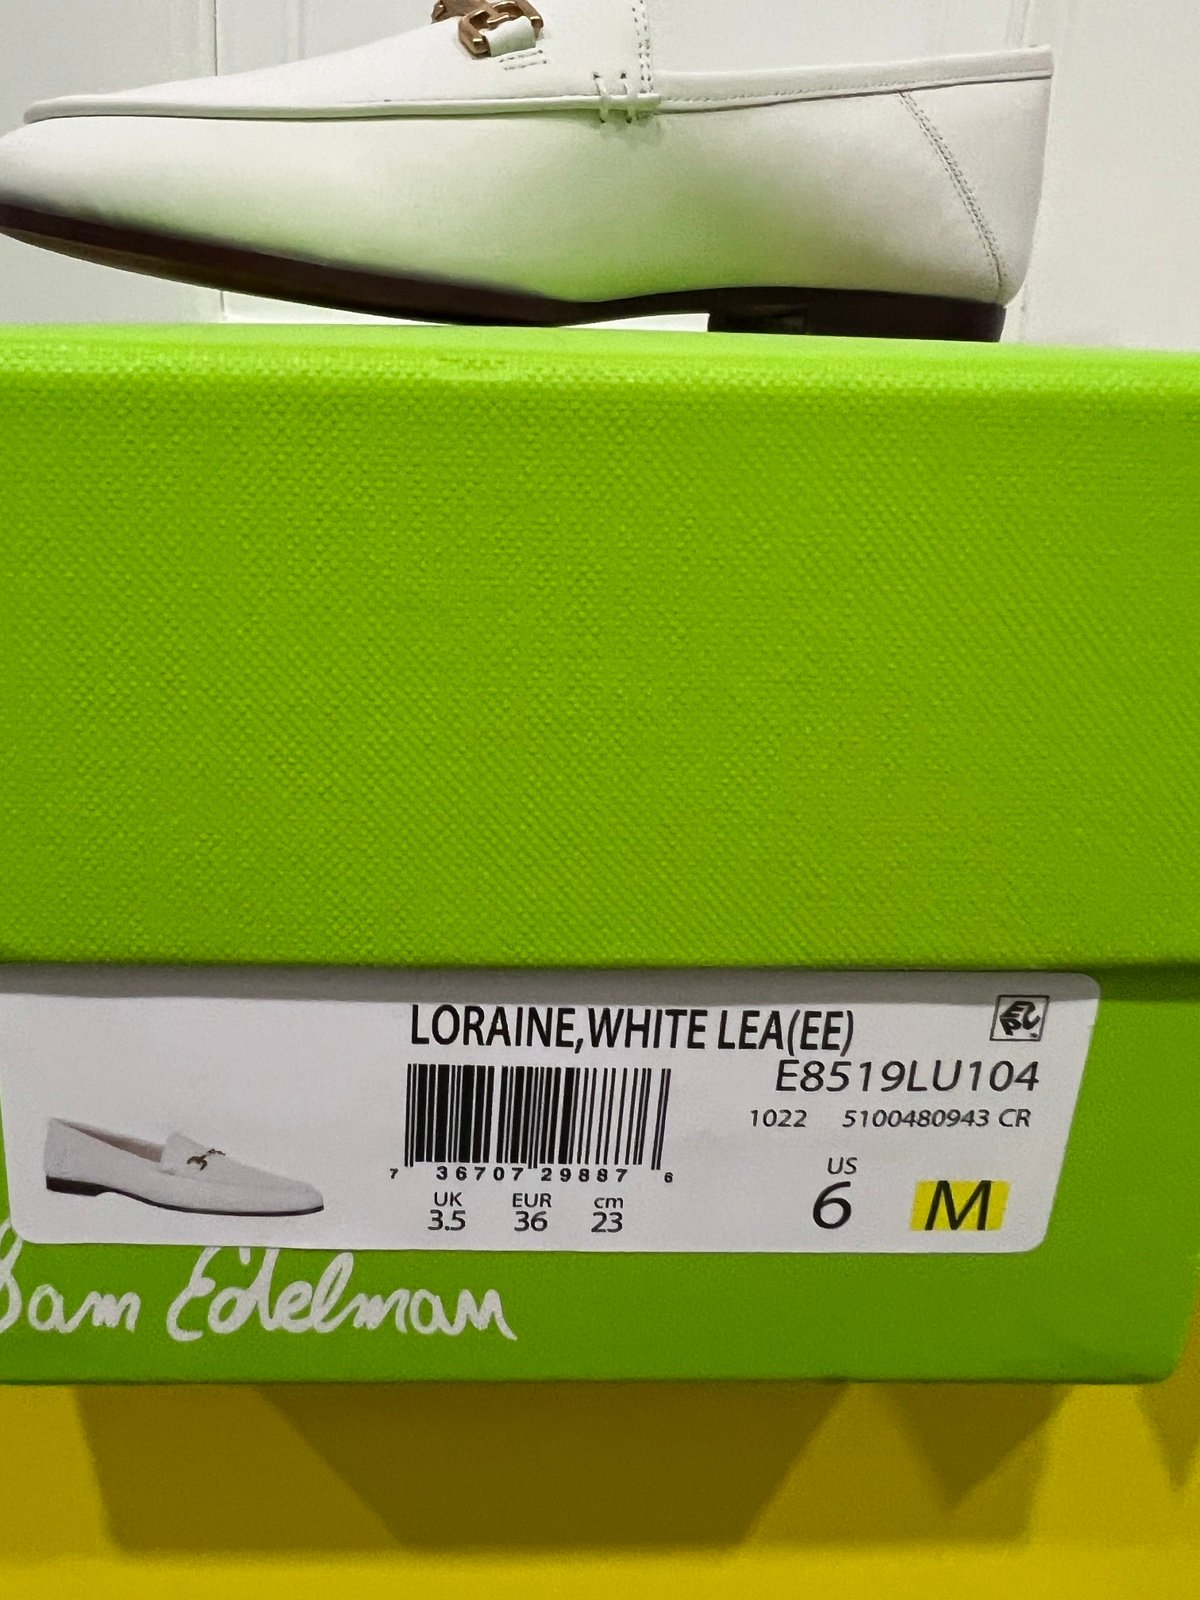 LORAINE,WHITE LEA(EE)
E8519LU104
1022 5100480943 CR
7 36707 29887 6
UK EUR cm
3.5 36 23
US
6 M
Sam Edelman